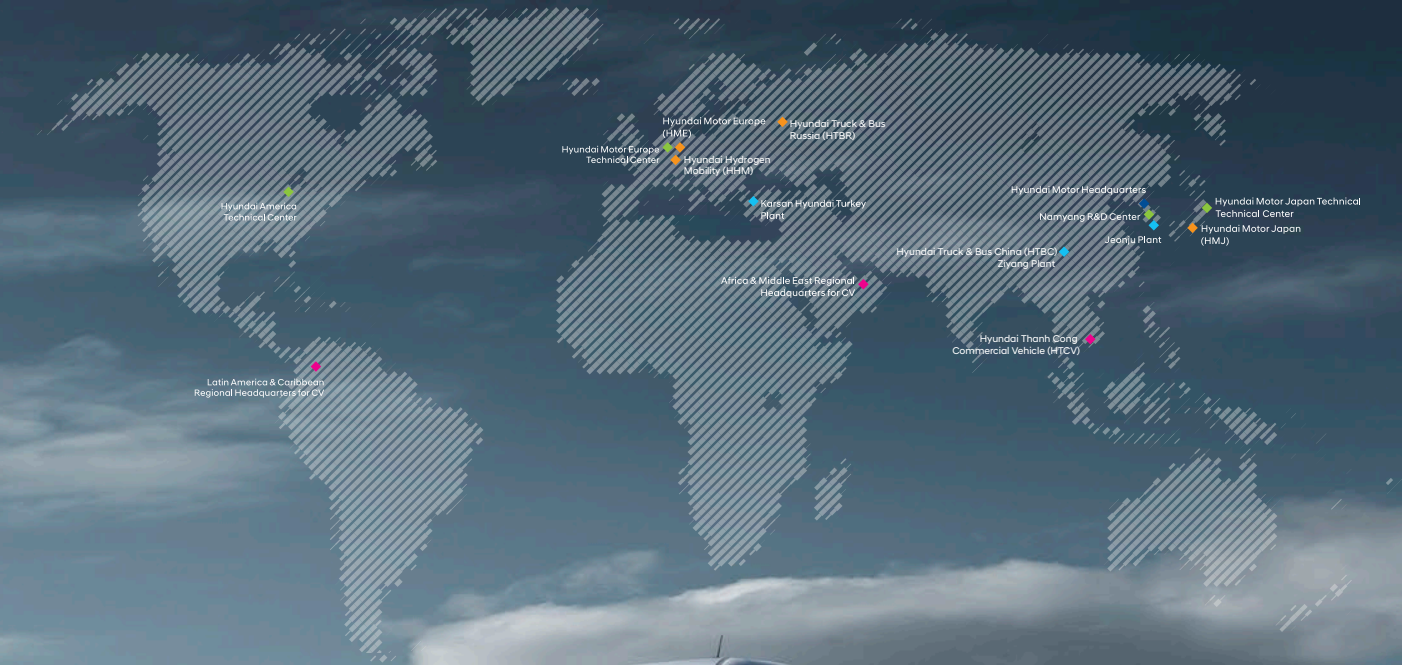 Hyundai Motor Europe
(HME)
Hyundai Truck & Bus
Russia (HTBR)
Hyundai Motor Europe
Technical Center
Hyundai Hydrogen
Mobility (HHM)
Hyundai America
Technical Center
Karsan Hyundai Turkey
Plant
Hyundai Motor Headquarters
Namyang R&D Center
Jeonju Plant
Hyundai Motor Japan Technical
Technical Center
Hyundai Motor Japan
(HMJ)
Hyundai Truck & Bus China (HTBC)
Ziyang Plant
Africa & Middle East Regional
Headquarters for CV
Hyundai Thanh Cong
Commercial Vehicle (HTCV)
Latin America & Caribbean
Regional Headquarters for CV